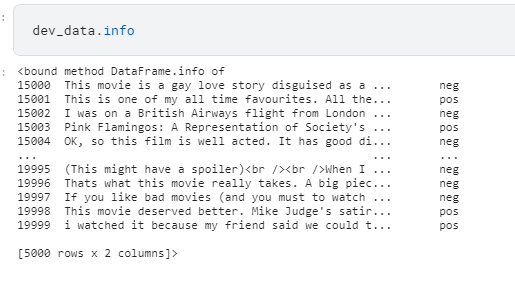 dev_data.info
<bound method DataFrame.info of
15000 This movie is a gay love story disguised as a ... neg
15001 This is one of my all time favourites. All the... pos
15002 I was on a British Airways flight from London ... neg
15003 Pink Flamingos: A Representation of Society's ... pos
15004 OK, so this film is well acted. It has good di... neg
... ... ...
19995 (This might have a spoiler)<br /><br />When I ... neg
19996 Thats what this movie really takes. A big piec... neg
19997 If you like bad movies (and you must to watch ... neg
19998 This movie deserved better. Mike Judge's satir... pos
19999 i watched it because my friend said we could t... pos
[5000 rows x 2 columns]>